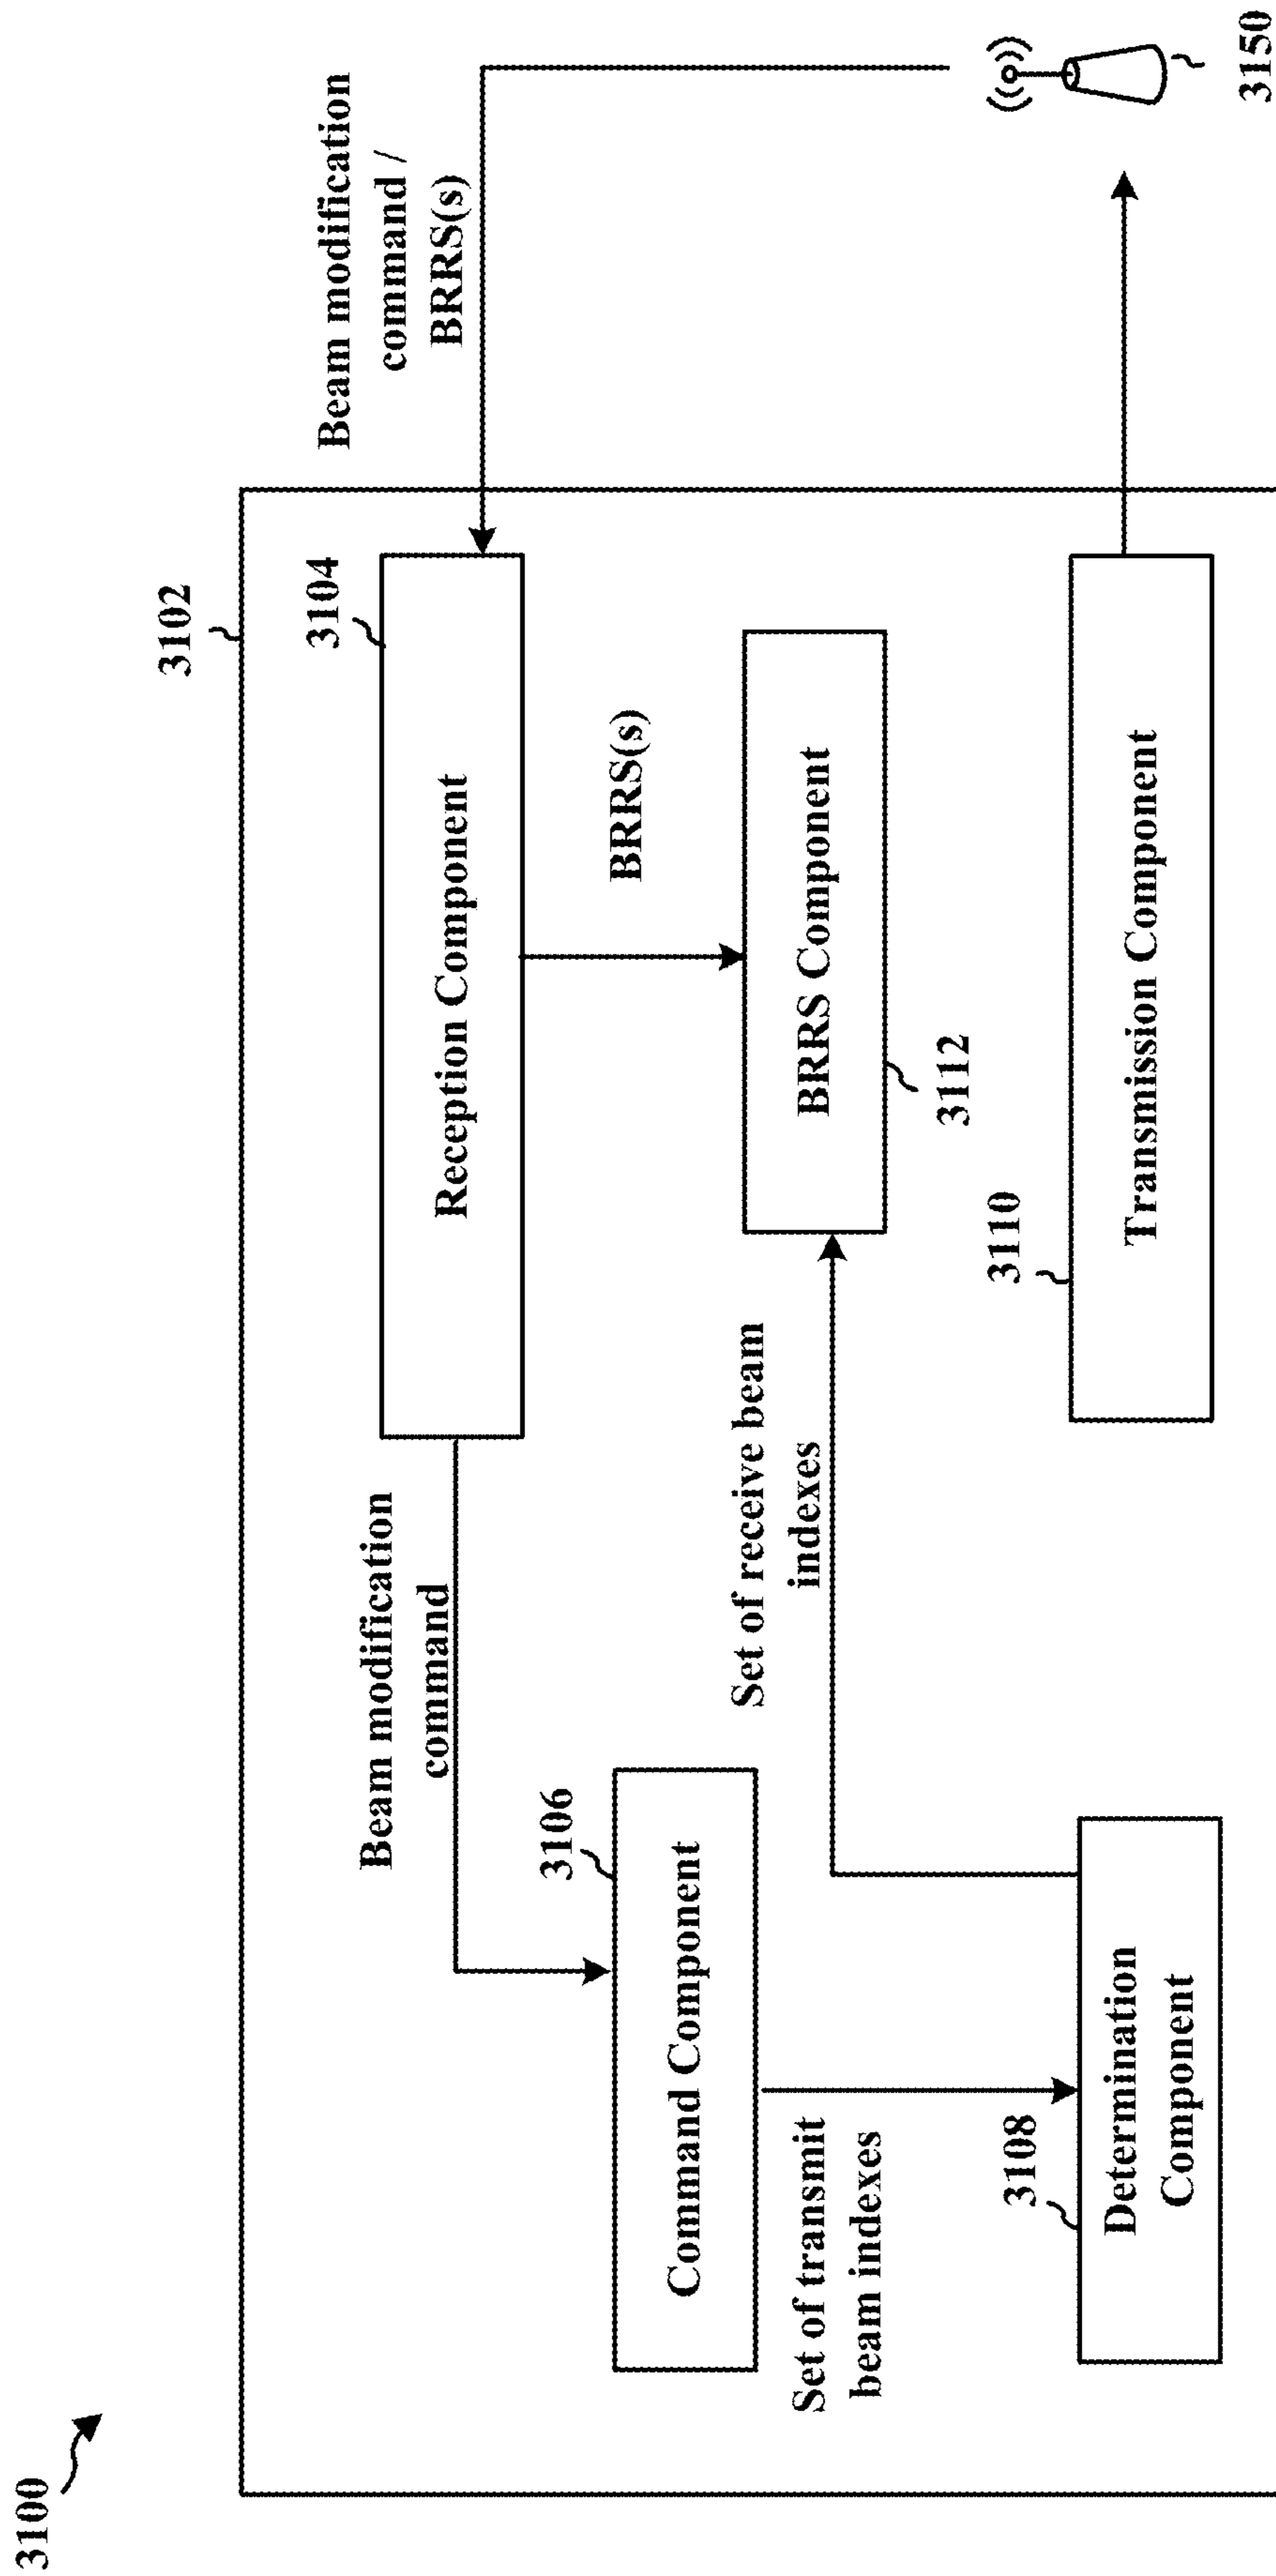 3100
3102
Beam modification
command /
BRRS(s)
3104
Reception Component
Beam modification
command
BRRS(s)
3106
Command Component
Set of receive beam
indexes
BRRS Component
3112
Set of transmit
beam indexes
3108
Determination
Component
3110
Transmission Component
3150